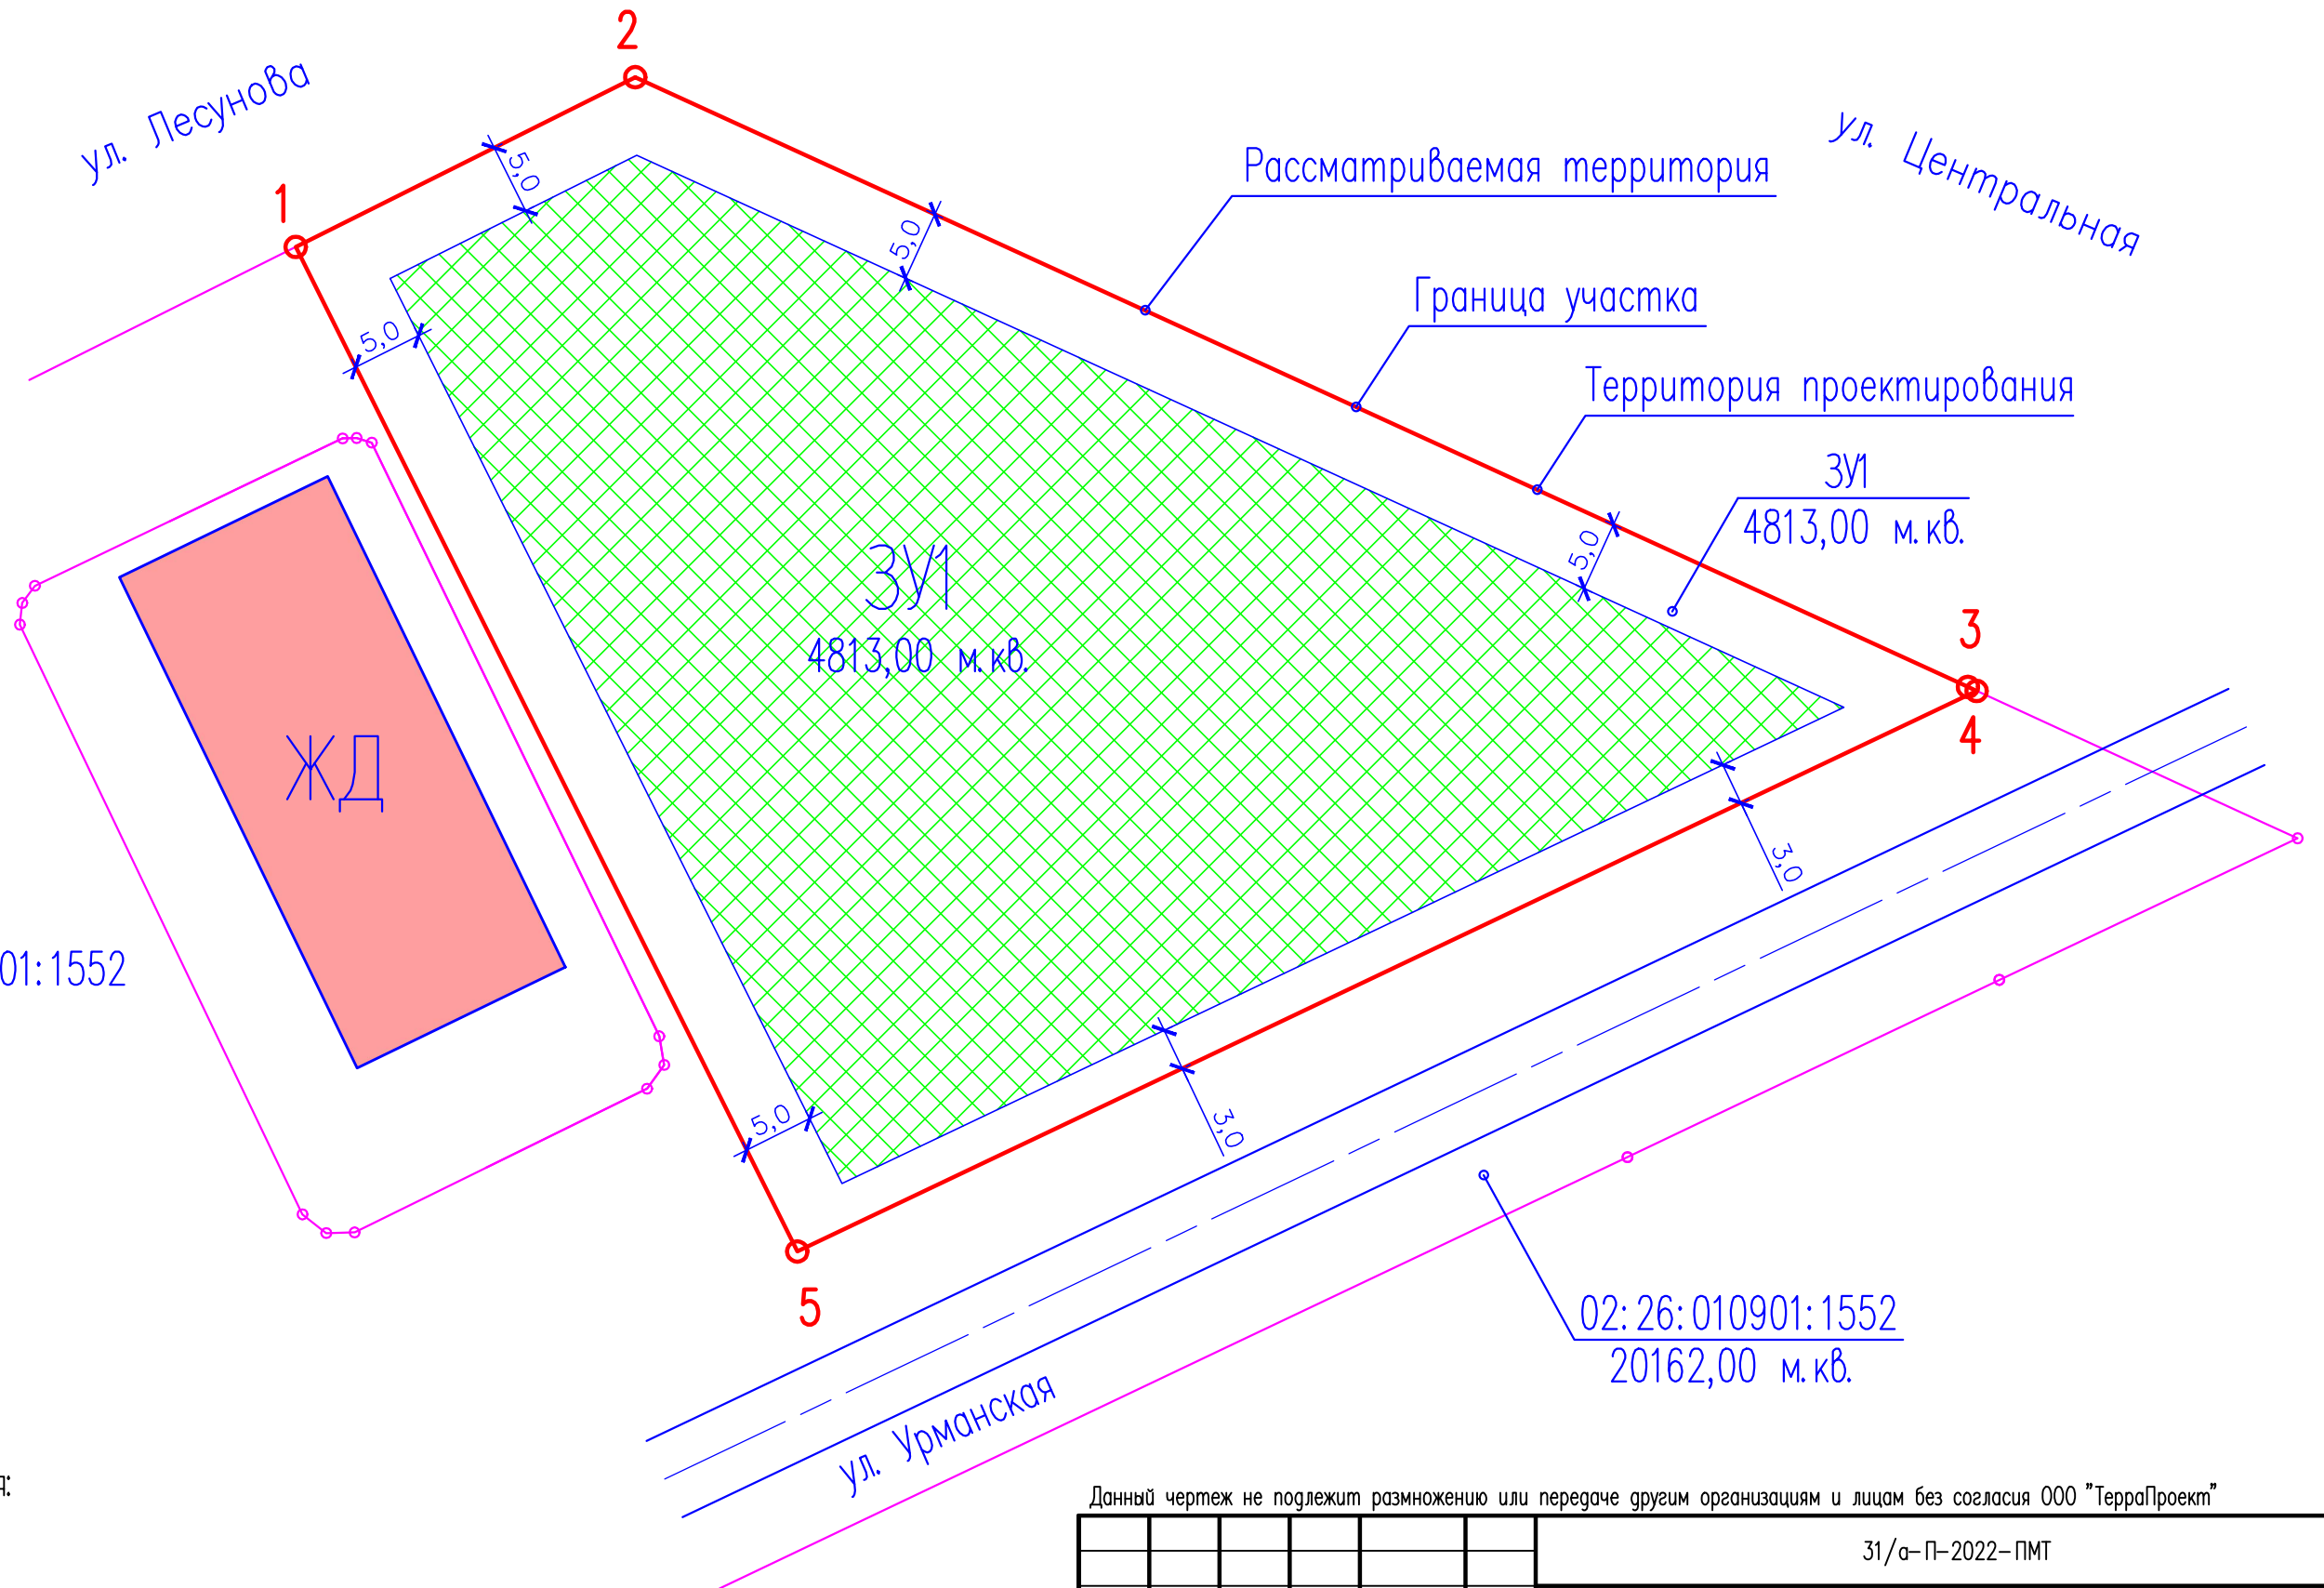 2
ул. Лесунова
1
ул. Центральная
Рассматриваемая территория
5,0
5,0
Граница участка
5,0
Территория проектирования
ЗУ1
4813,00 м.кв.
5,0
ЗУ1
4813,00 м.кв.
3
4
ЖД
3,0
01:1552
5,0
3,0
5
02:26:010901:1552
20162,00 м.кв.
ул. Урманская
я:
Данный чертеж не подлежит размножению или передаче другим организациям и лицам без согласия ООО "ТерраПроект"
31/а-П-2022-ПМТ